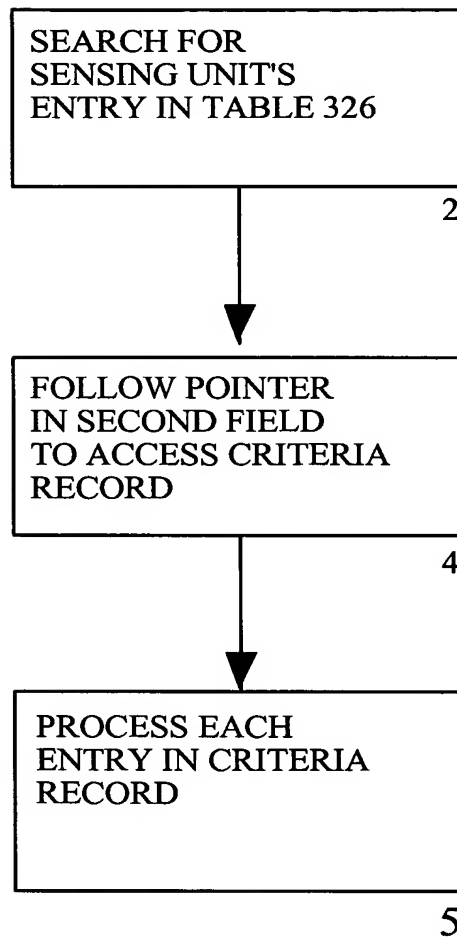 SEARCH FOR
SENSING UNIT'S
ENTRY IN TABLE 326
2
FOLLOW POINTER
IN SECOND FIELD
TO ACCESS CRITERIA
RECORD
4
PROCESS EACH
ENTRY IN CRITERIA
RECORD
5